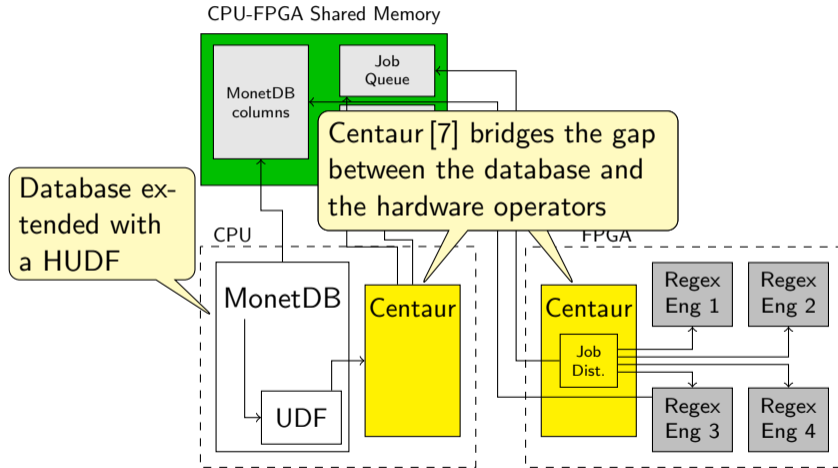 CPU-FPGA Shared Memory
MonetDB
columns
Job
Queue
Centaur [7] bridges the gap
between the database and
the hardware operators
Database ex-
tended with
a HUDF
CPU
FPGA
MonetDB
UDF
Centaur
Centaur
Job
Dist.
Regex
Eng 1
Regex
Eng 2
Regex
Eng 3
Regex
Eng 4